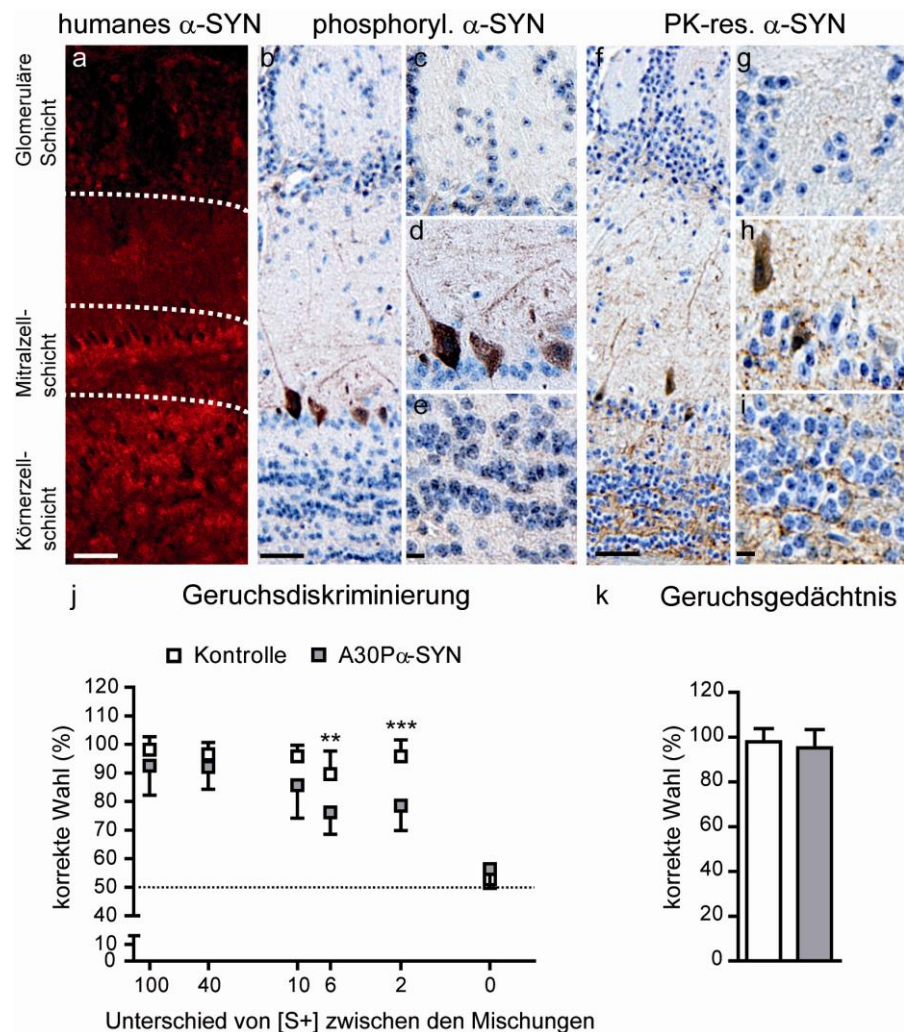 humanes α-SYN
phosphoryl. α-SYN
PK-res. α-SYN
a
b
c
f
g
Glomeruläre
Schicht
d
h
Mitralzell-
schicht
e
i
Körnerzell-
schicht
j
Geruchsdiskriminierung
k
Geruchsgedächtnis
Kontrolle
A30Pα-SYN
korrekte Wahl (%)
120
110
100
90
80
70
60
50
40
10
0
**
***
100
40
10
6
2
0
Unterschied von [S+] zwischen den Mischungen
korrekte Wahl (%)
120
100
80
60
40
20
0